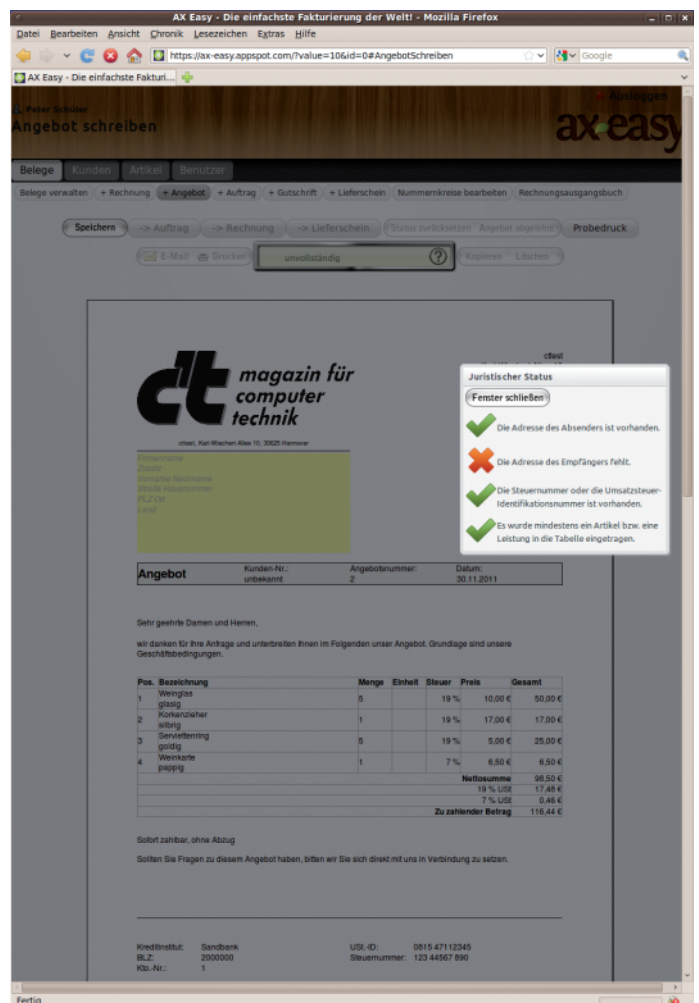 AX Easy - Die einfachste Fakturierung der Welt! - Mozilla Firefox
Datei Bearbeiten Ansicht Chronik Lesezeichen Extras Hilfe
https://ax-easy.appspot.com/?value=10&id=0#AngebotSchreiben
Google
AX Easy - Die einfachste Fakturi...
Peter Schüler
Ausloggen
Angebot schreiben
ax-easy
Belege Kunden Artikel Benutzer
Belege verwalten + Rechnung + Angebot + Auftrag + Gutschrift + Lieferschein Nummernkreise bearbeiten Rechnungsausgangsbuch
Speichern -> Auftrag -> Rechnung -> Lieferschein Status zurücksetzen Angebot abgelehnt Probedruck
E-Mail Drucken unvollständig ? Kopieren Löschen
c't magazin für
computer
technik
cttest
Juristischer Status
Fenster schließen
Die Adresse des Absenders ist vorhanden.
Die Adresse des Empfängers fehlt.
Die Steuernummer oder die Umsatzsteuer-
Identifikationsnummer ist vorhanden.
Es wurde mindestens ein Artikel bzw. eine
Leistung in die Tabelle eingetragen.
cttest, Karl-Wiechert-Allee 10, 30625 Hannover
Firmenname
Zusatz
Vorname Nachname
Straße Hausnummer
PLZ Ort
Land
Angebot
Kunden-Nr.: Angebotsnummer: Datum:
unbekannt 2 30.11.2011
Sehr geehrte Damen und Herren,
wir danken für Ihre Anfrage und unterbreiten Ihnen im Folgenden unser Angebot. Grundlage sind unsere
Geschäftsbedingungen.
Pos. Bezeichnung Menge Einheit Steuer Preis Gesamt
1 Weinglas 5 19 % 10,00 € 50,00 €
glasig
2 Korkenzieher 1 19 % 17,00 € 17,00 €
silbrig
3 Serviettenring 5 19 % 5,00 € 25,00 €
goldig
4 Weinkarte 1 7 % 6,50 € 6,50 €
pappig
Nettosumme 98,50 €
19 % USt 17,48 €
7 % USt 0,46 €
Zu zahlender Betrag 116,44 €
Sofort zahlbar, ohne Abzug
Sollten Sie Fragen zu diesem Angebot haben, bitten wir Sie sich direkt mit uns in Verbindung zu setzen.
Kreditinstitut: Sandbank USt.-ID: 0815 47112345
BLZ: 2000000 Steuernummer: 123 44567 890
Kto.-Nr.: 1
Fertig